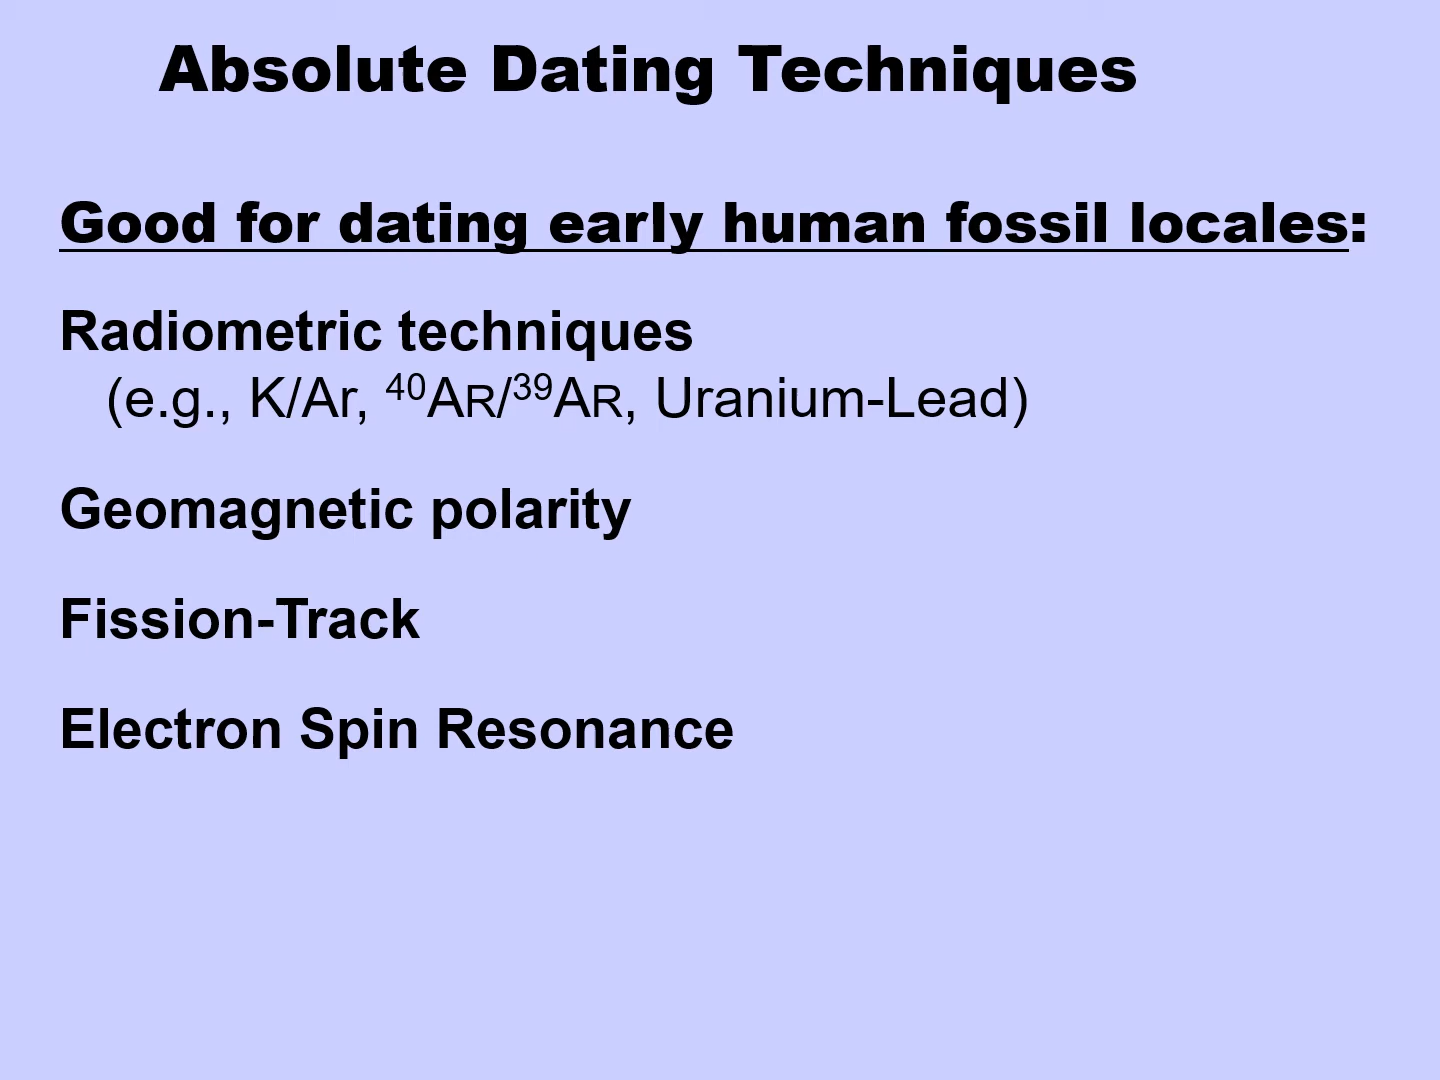 Absolute Dating Techniques
Good for dating early human fossil locales:
Radiometric techniques
(e.g., K/Ar, ⁴⁰AR/³⁹AR, Uranium-Lead)
Geomagnetic polarity
Fission-Track
Electron Spin Resonance